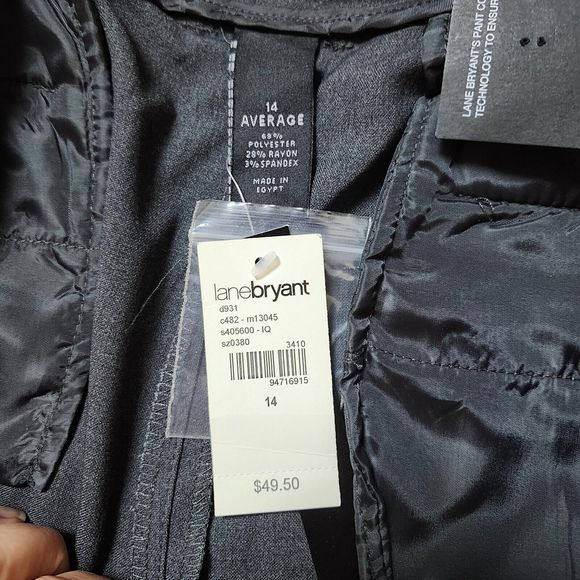 14
AVERAGE
69%
POLYESTER
28% RAYON
3% SPANDEX
MADE IN
EGYPT
LANE BRYANT'S PANT CO
TECHNOLOGY TO ENSUR
lanebryant
d931
c482 - m13045
s405600 - IQ
sz0380
3410
94716915
14
$49.50